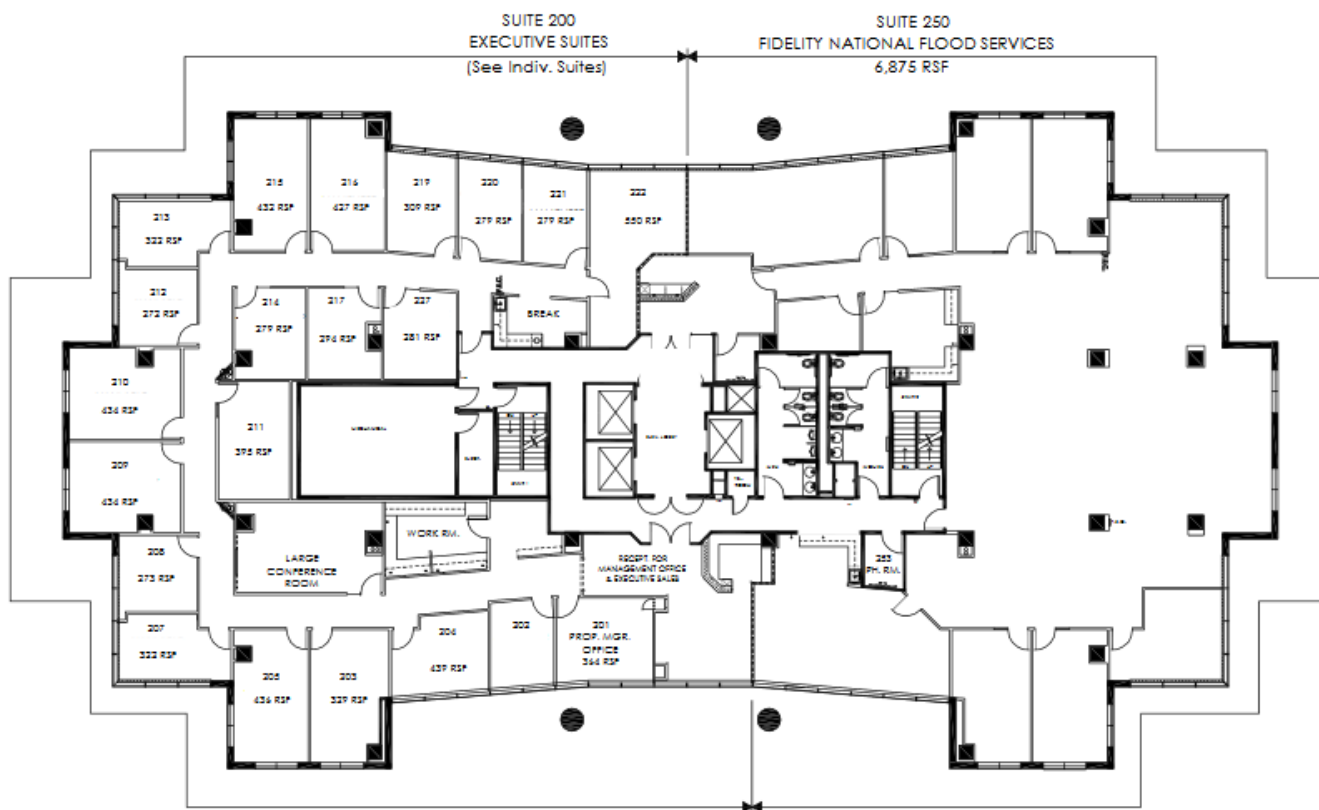 SUITE 200
EXECUTIVE SUITES
(See Indiv. Suites)
SUITE 250
FIDELITY NATIONAL FLOOD SERVICES
6,875 RSF
215
432 RSF
216
427 RSF
219
309 RSF
220
279 RSF
221
279 RSF
222
550 RSF
213
322 RSF
212
272 RSF
214
279 RSF
217
294 RSF
227
281 RSF
BREAK
210
434 RSF
211
395 RSF
209
434 RSF
208
273 RSF
LARGE
CONFERENCE
ROOM
WORK RM.
RECEPT FOR
MANAGEMENT OFFICE
& EXECUTIVE SALES
253
PH. RM.
207
322 RSF
205
436 RSF
203
329 RSF
204
439 RSF
202
201
PROP. MGR.
OFFICE
364 RSF